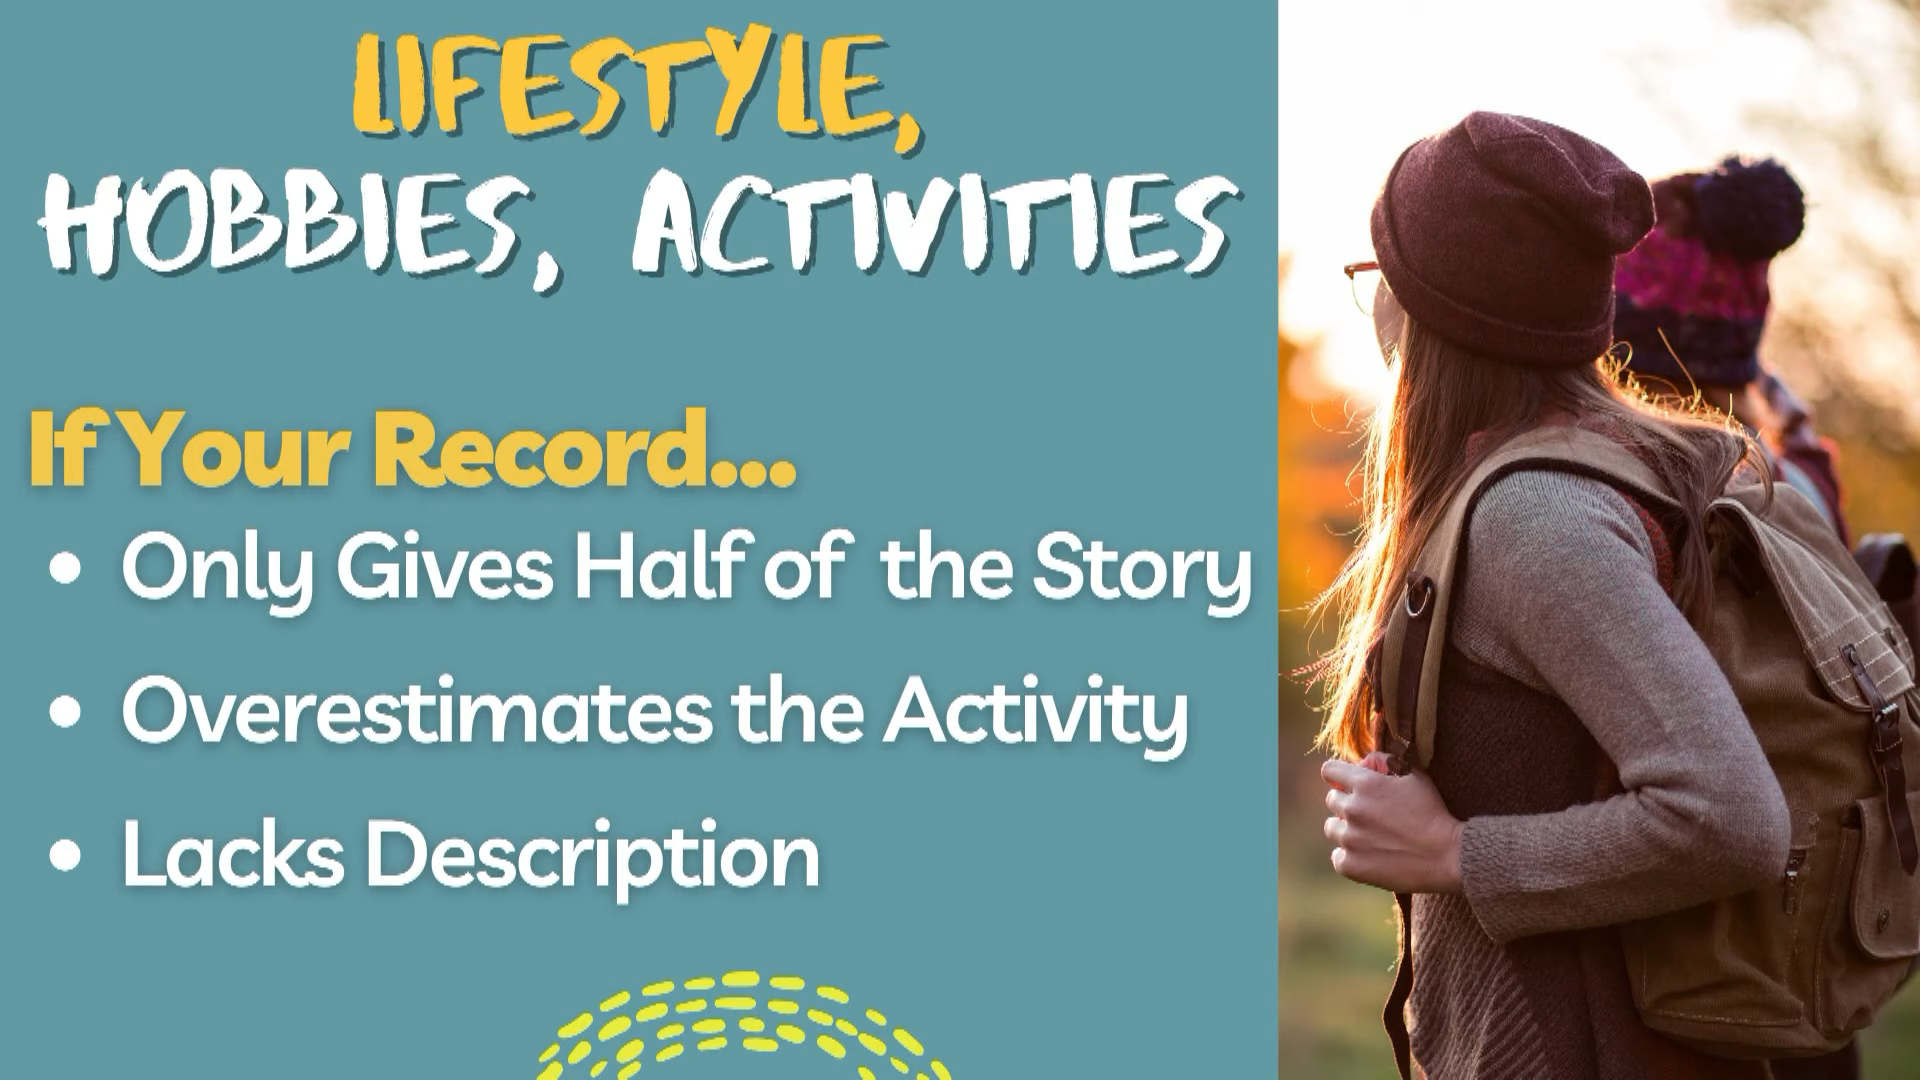 LIFESTYLE,
HOBBIES, ACTIVITIES
If Your Record...
• Only Gives Half of the Story
• Overestimates the Activity
• Lacks Description